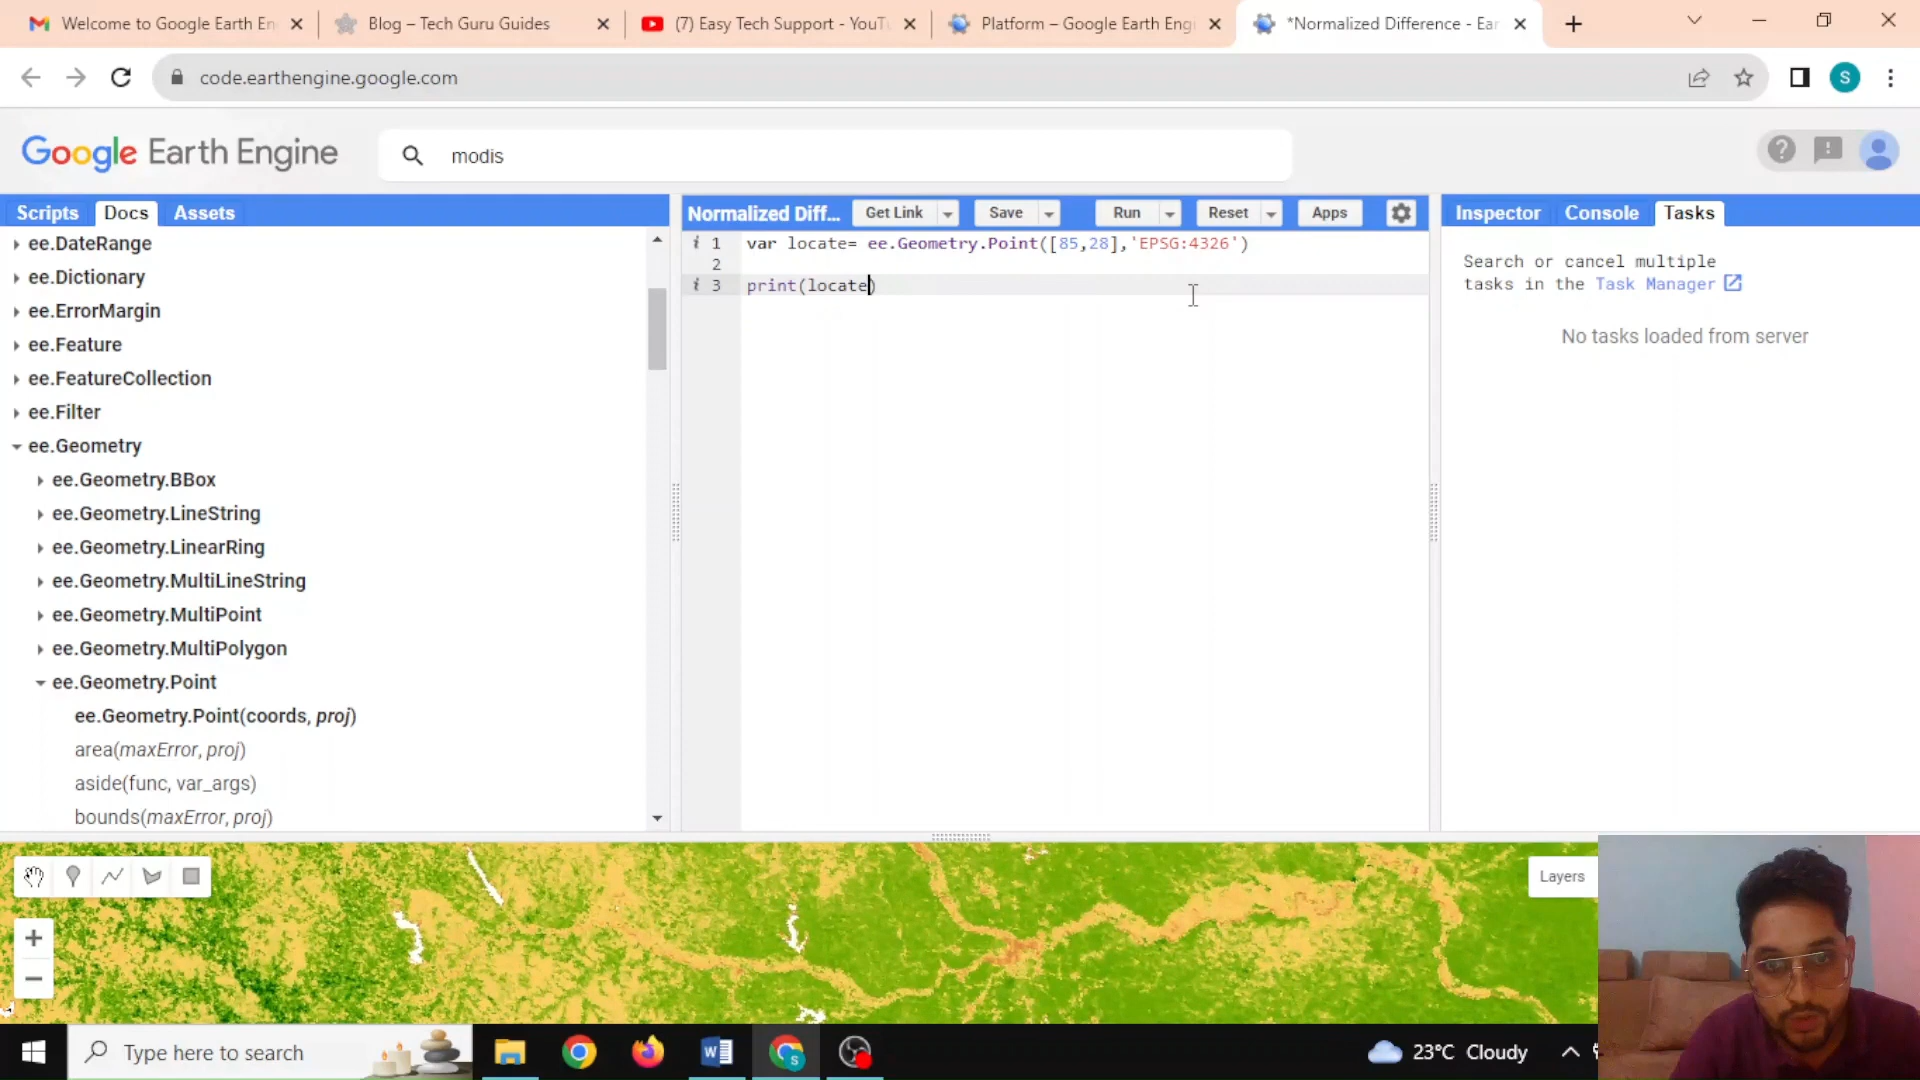 Welcome to Google Earth En
Blog – Tech Guru Guides
(7) Easy Tech Support - YouT
Platform – Google Earth Engi
*Normalized Difference - Ear
code.earthengine.google.com
S
Google Earth Engine
modis
Scripts Docs Assets
ee.DateRange
ee.Dictionary
ee.ErrorMargin
ee.Feature
ee.FeatureCollection
ee.Filter
ee.Geometry
ee.Geometry.BBox
ee.Geometry.LineString
ee.Geometry.LinearRing
ee.Geometry.MultiLineString
ee.Geometry.MultiPoint
ee.Geometry.MultiPolygon
ee.Geometry.Point
ee.Geometry.Point(coords, proj)
area(maxError, proj)
aside(func, var_args)
bounds(maxError, proj)
Normalized Diff... Get Link Save Run Reset Apps
i 1 var locate= ee.Geometry.Point([85,28],'EPSG:4326')
2
i 3 print(locate)
Inspector Console Tasks
Search or cancel multiple
tasks in the Task Manager
No tasks loaded from server
Layers
+
−
Type here to search
S
23°C Cloudy